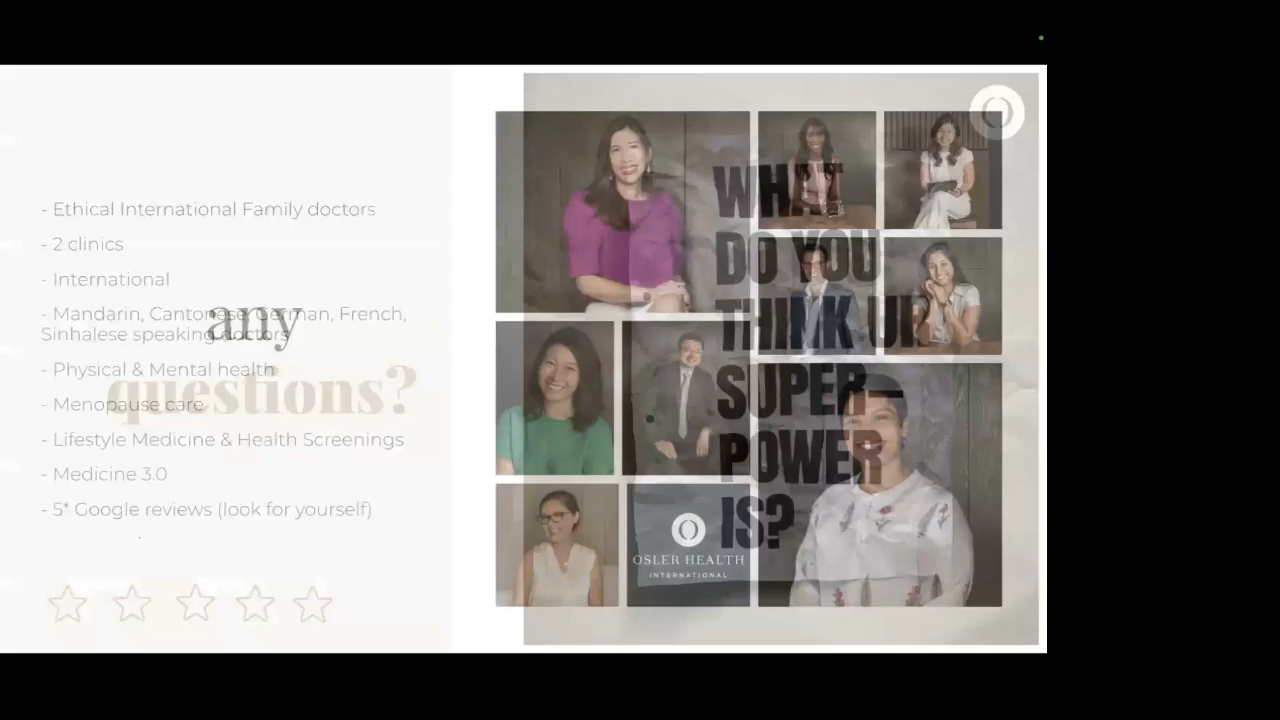 - Ethical International Family doctors
- 2 clinics
- International
- Mandarin, Cantonese, German, French,
Sinhalese speaking doctors
- Physical & Mental health
- Menopause care
- Lifestyle Medicine & Health Screenings
- Medicine 3.0
- 5* Google reviews (look for yourself)
any
questions?
WHAT
DO YOU
THINK UR
SUPER-
POWER
IS?
OSLER HEALTH
INTERNATIONAL